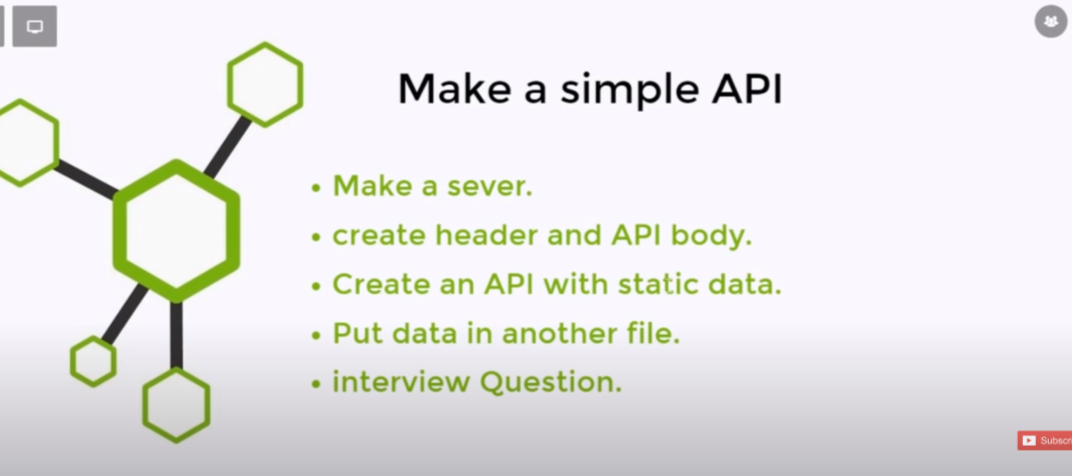 Make a simple API
• Make a sever.
• create header and API body.
• Create an API with static data.
• Put data in another file.
• interview Question.